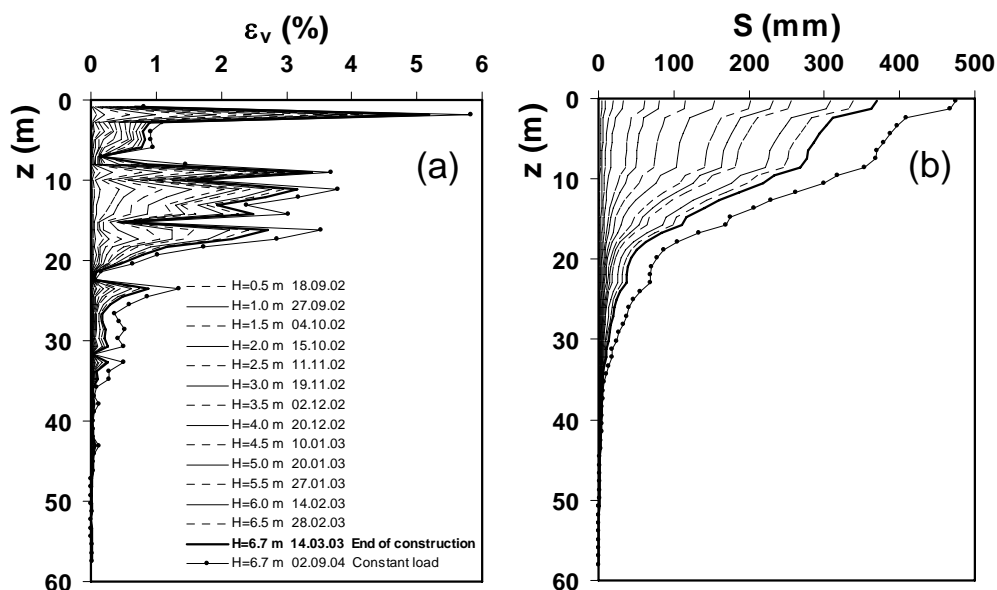 εv (%)
0 1 2 3 4 5 6
0
10
20
30
40
50
60
z (m)
(a)
H=0.5 m 18.09.02
H=1.0 m 27.09.02
H=1.5 m 04.10.02
H=2.0 m 15.10.02
H=2.5 m 11.11.02
H=3.0 m 19.11.02
H=3.5 m 02.12.02
H=4.0 m 20.12.02
H=4.5 m 10.01.03
H=5.0 m 20.01.03
H=5.5 m 27.01.03
H=6.0 m 14.02.03
H=6.5 m 28.02.03
H=6.7 m 14.03.03 End of construction
H=6.7 m 02.09.04 Constant load
S (mm)
0 100 200 300 400 500
0
10
20
30
40
50
60
z (m)
(b)